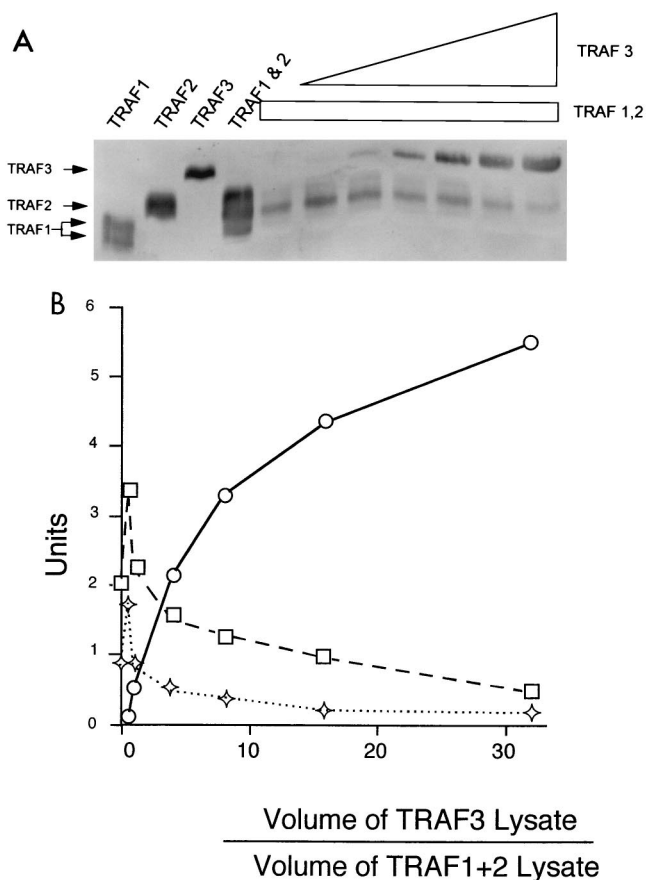 A
TRAF1
TRAF2
TRAF3
TRAF1 & 2
TRAF 3
TRAF 1,2
TRAF3
TRAF2
TRAF1
B
6
5
4
3
2
1
0
Units
0 10 20 30
Volume of TRAF3 Lysate
Volume of TRAF1+2 Lysate